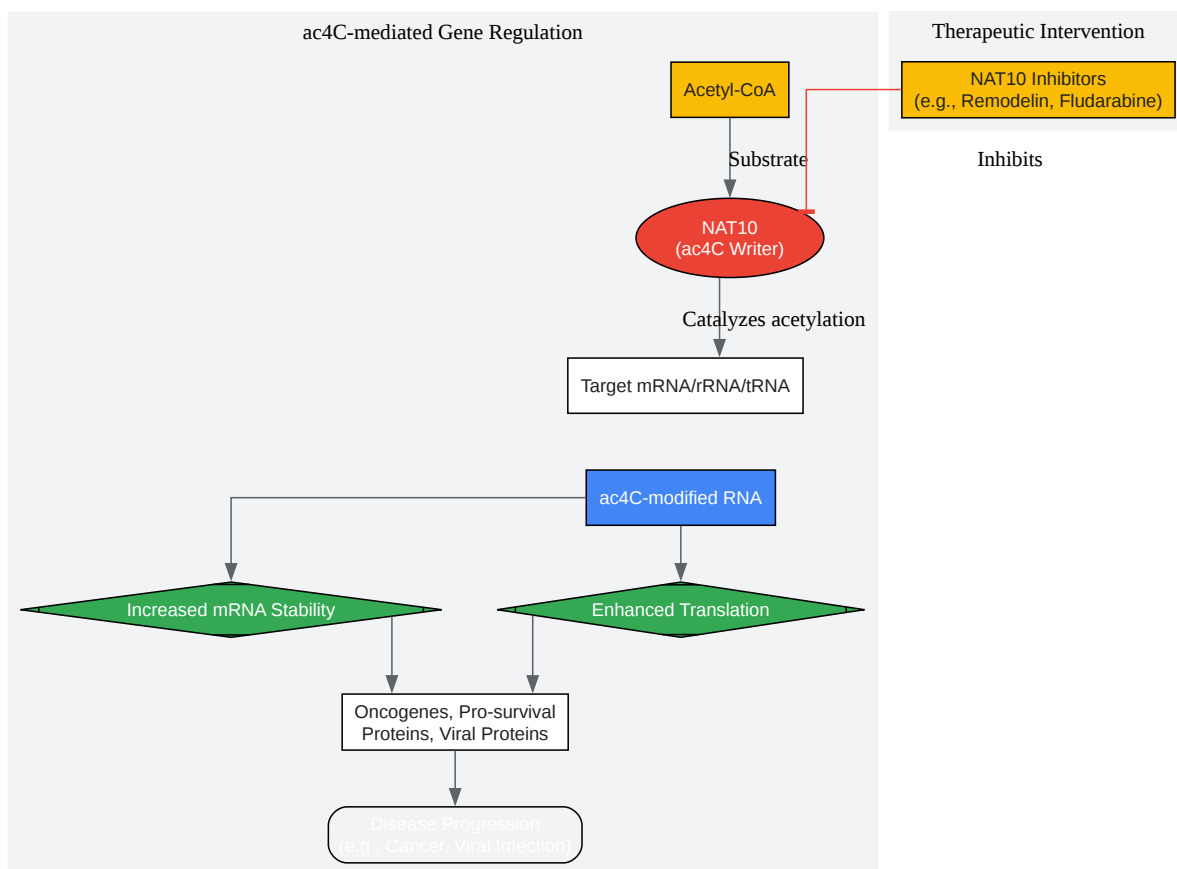 ac4C-mediated Gene Regulation
Therapeutic Intervention
Acetyl-CoA
NAT10 Inhibitors
(e.g., Remodelin, Fludarabine)
Substrate
Inhibits
NAT10
(ac4C Writer)
Catalyzes acetylation
Target mRNA/rRNA/tRNA
ac4C-modified RNA
Increased mRNA Stability
Enhanced Translation
Oncogenes, Pro-survival
Proteins, Viral Proteins
Disease Progression
(e.g., Cancer, Viral Infection)